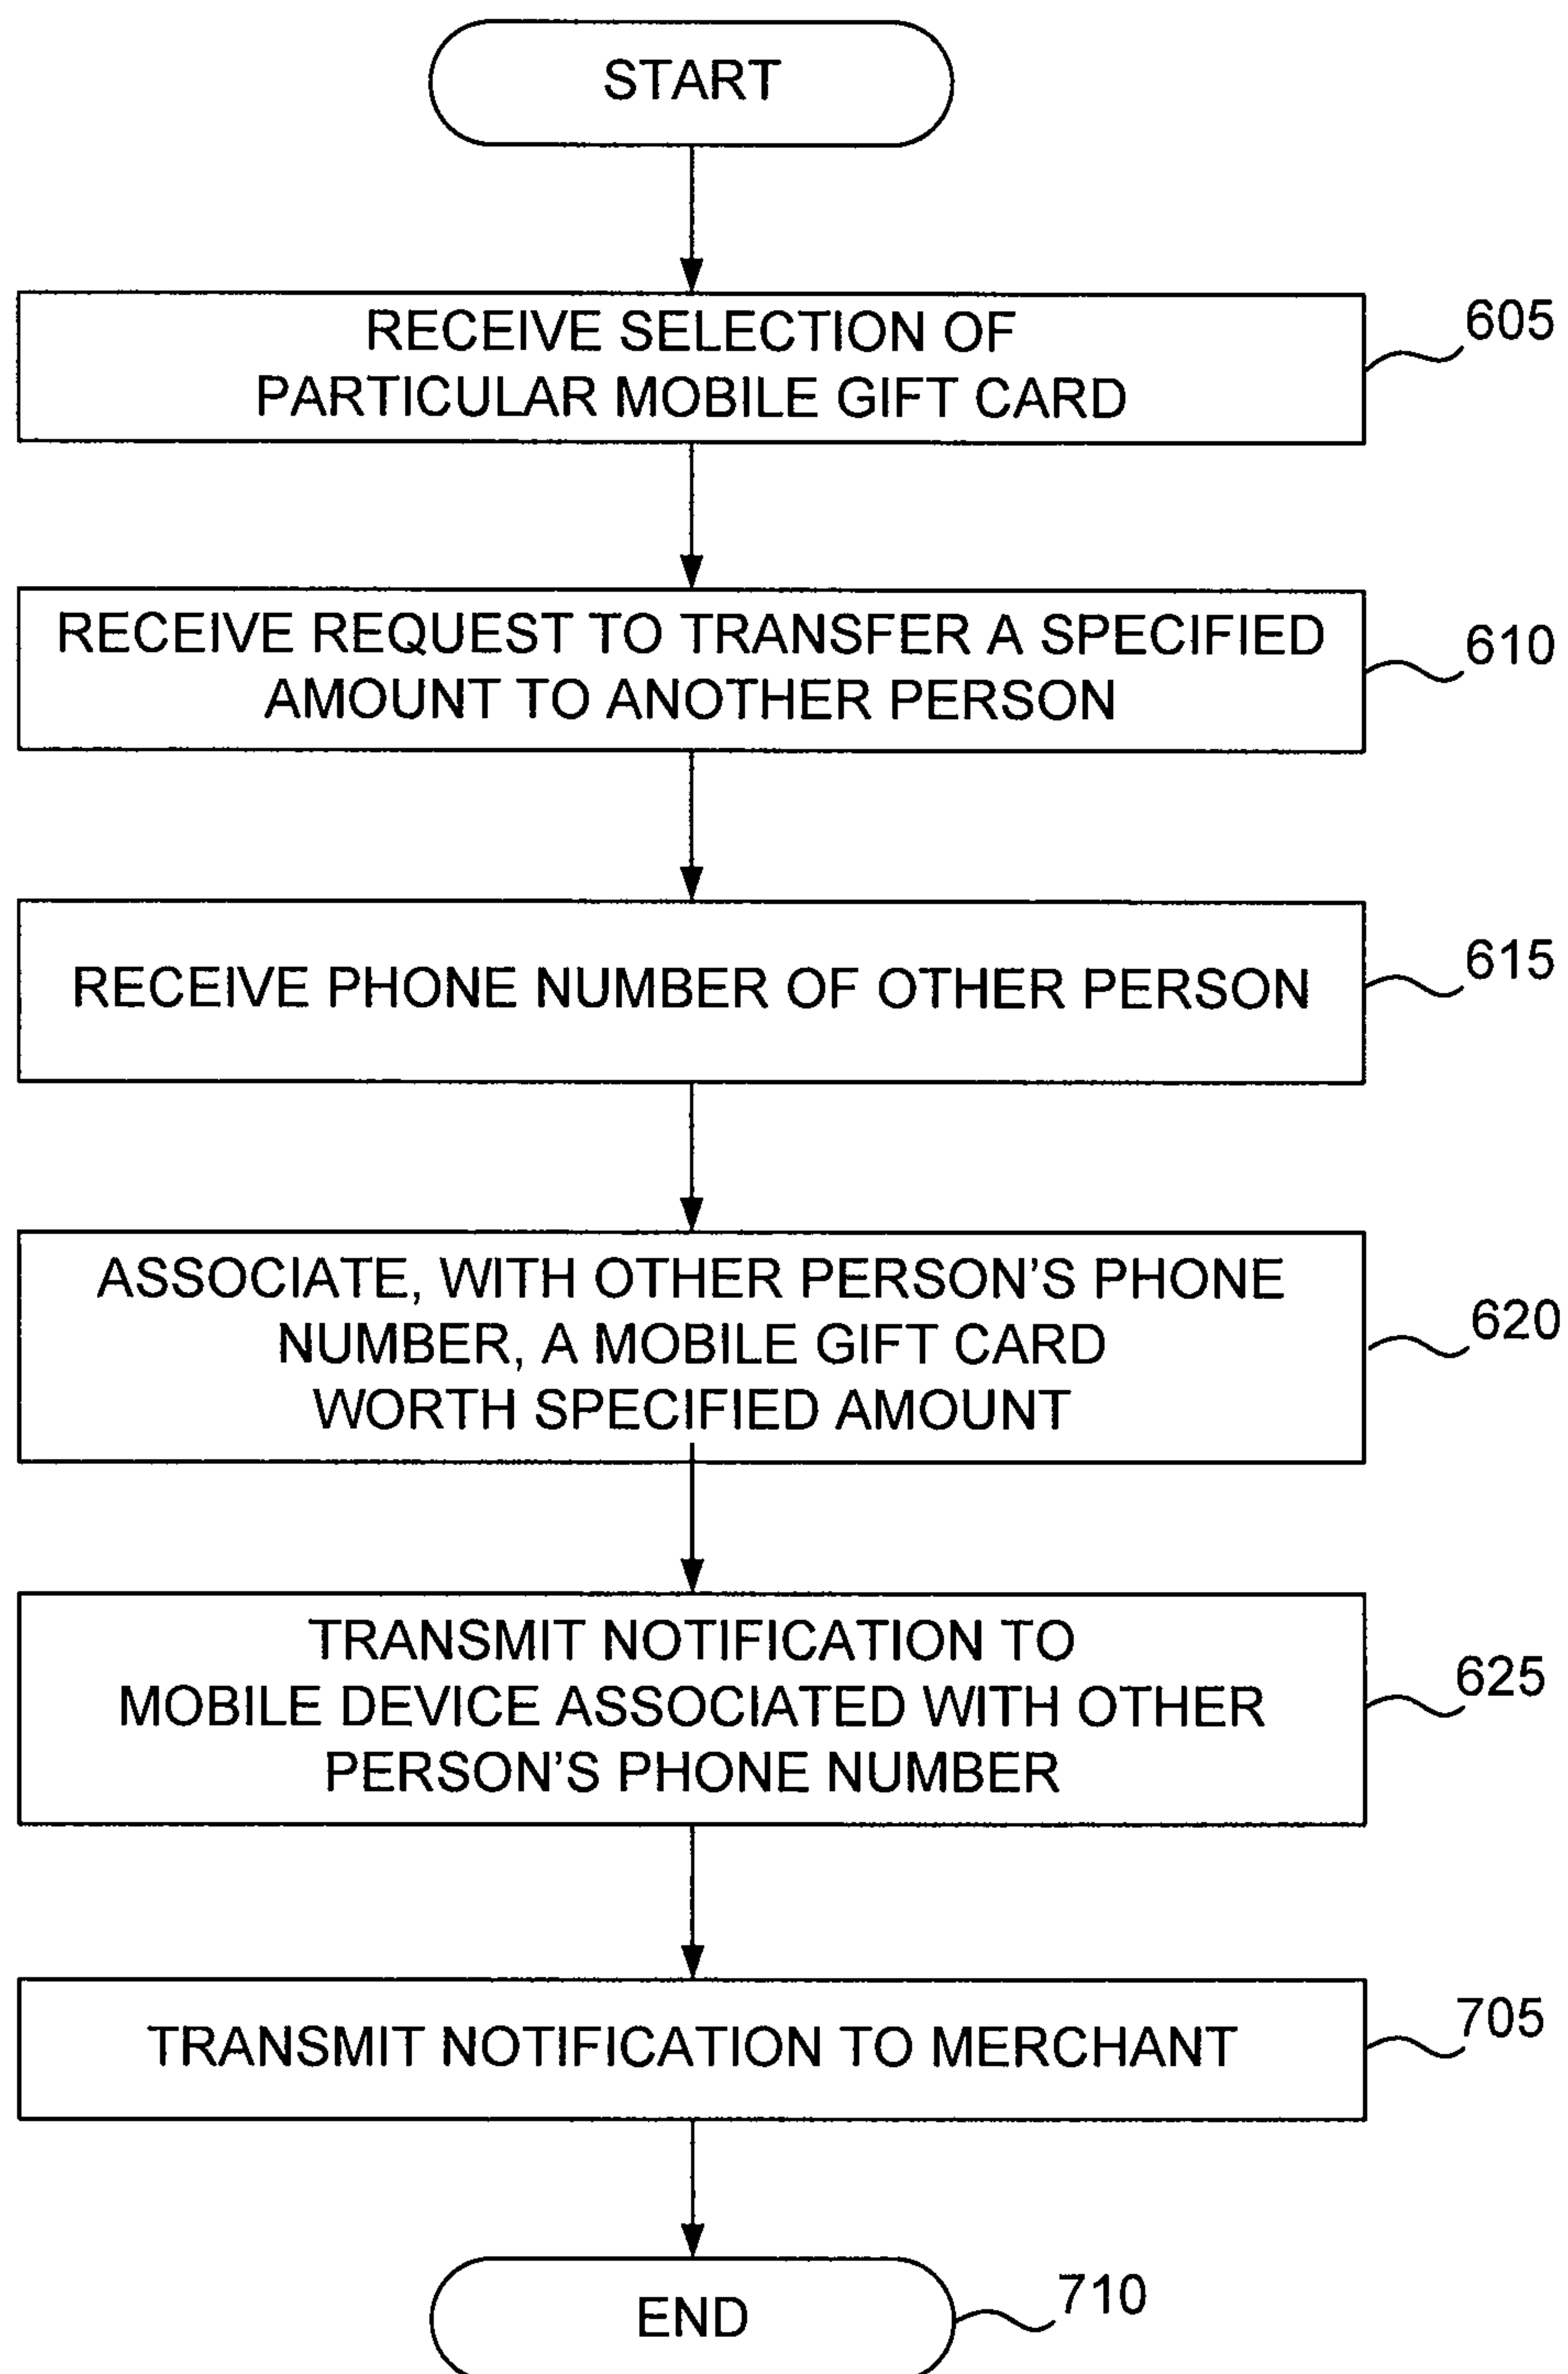 START
RECEIVE SELECTION OF
PARTICULAR MOBILE GIFT CARD
605
RECEIVE REQUEST TO TRANSFER A SPECIFIED
AMOUNT TO ANOTHER PERSON
610
RECEIVE PHONE NUMBER OF OTHER PERSON
615
ASSOCIATE, WITH OTHER PERSON'S PHONE
NUMBER, A MOBILE GIFT CARD
WORTH SPECIFIED AMOUNT
620
TRANSMIT NOTIFICATION TO
MOBILE DEVICE ASSOCIATED WITH OTHER
PERSON'S PHONE NUMBER
625
TRANSMIT NOTIFICATION TO MERCHANT
705
END
710